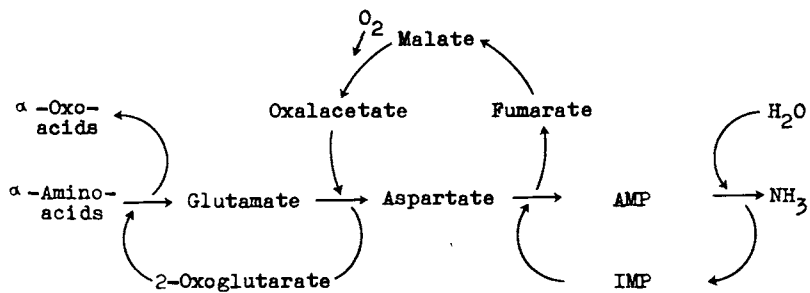 O₂
Malate
α-Oxo-
acids
Oxalacetate
Fumarate
H₂O
α-Amino-
acids
Glutamate
Aspartate
AMP
NH₃
2-Oxoglutarate
IMP